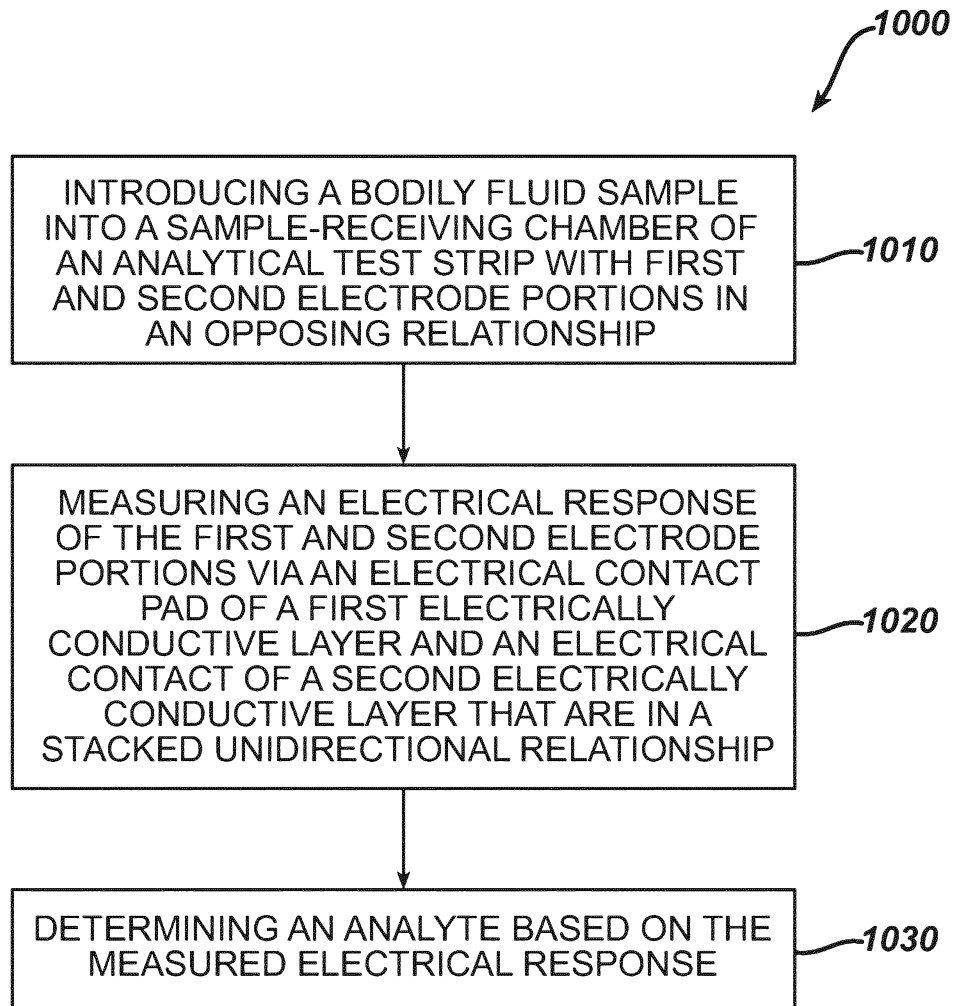 1000
INTRODUCING A BODILY FLUID SAMPLE
INTO A SAMPLE-RECEIVING CHAMBER OF
AN ANALYTICAL TEST STRIP WITH FIRST
AND SECOND ELECTRODE PORTIONS IN
AN OPPOSING RELATIONSHIP
1010
MEASURING AN ELECTRICAL RESPONSE
OF THE FIRST AND SECOND ELECTRODE
PORTIONS VIA AN ELECTRICAL CONTACT
PAD OF A FIRST ELECTRICALLY
CONDUCTIVE LAYER AND AN ELECTRICAL
CONTACT OF A SECOND ELECTRICALLY
CONDUCTIVE LAYER THAT ARE IN A
STACKED UNIDIRECTIONAL RELATIONSHIP
1020
DETERMINING AN ANALYTE BASED ON THE
MEASURED ELECTRICAL RESPONSE
1030